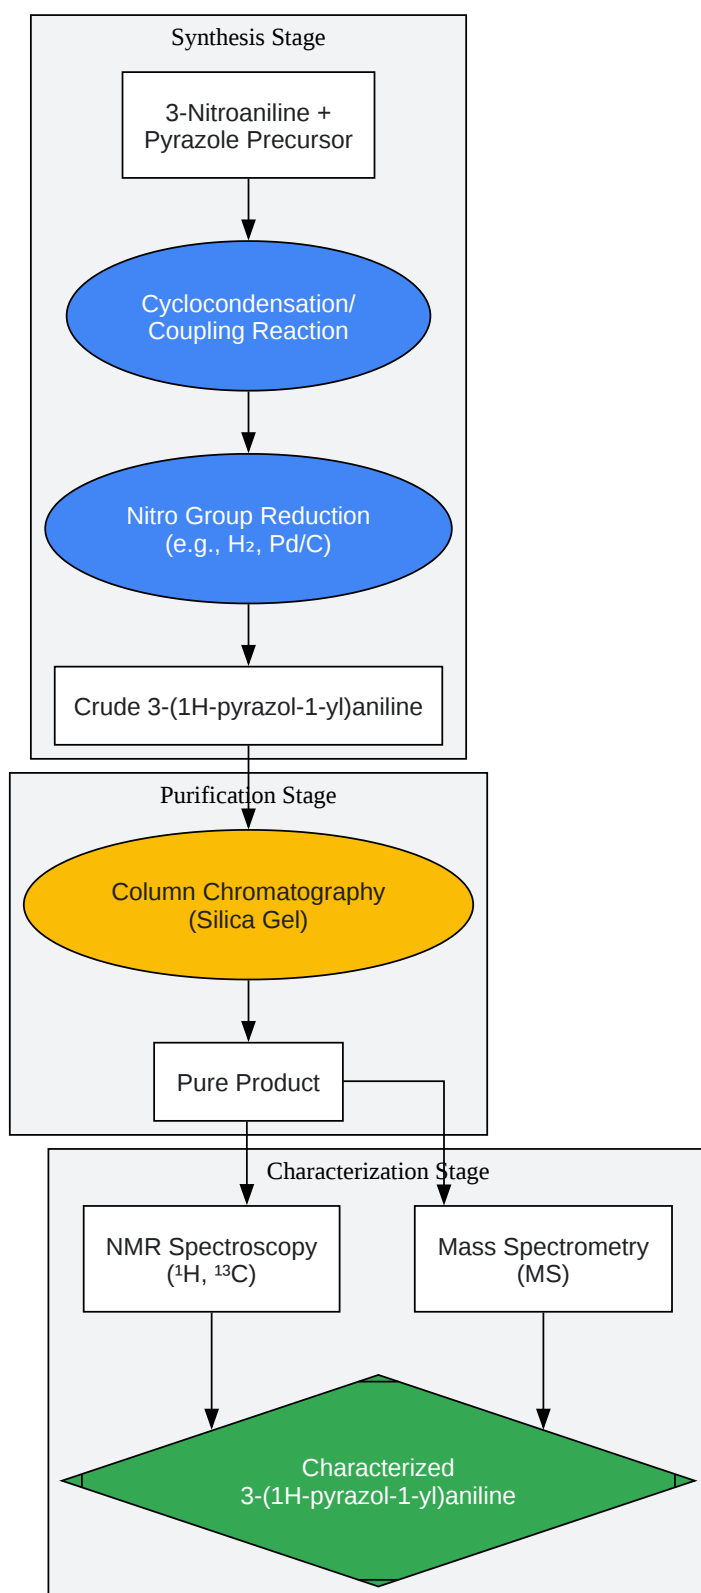 Synthesis Stage
3-Nitroaniline +
Pyrazole Precursor
Cyclocondensation/
Coupling Reaction
Nitro Group Reduction
(e.g., H₂, Pd/C)
Crude 3-(1H-pyrazol-1-yl)aniline
Purification Stage
Column Chromatography
(Silica Gel)
Pure Product
Characterization Stage
NMR Spectroscopy
(¹H, ¹³C)
Mass Spectrometry
(MS)
Characterized
3-(1H-pyrazol-1-yl)aniline